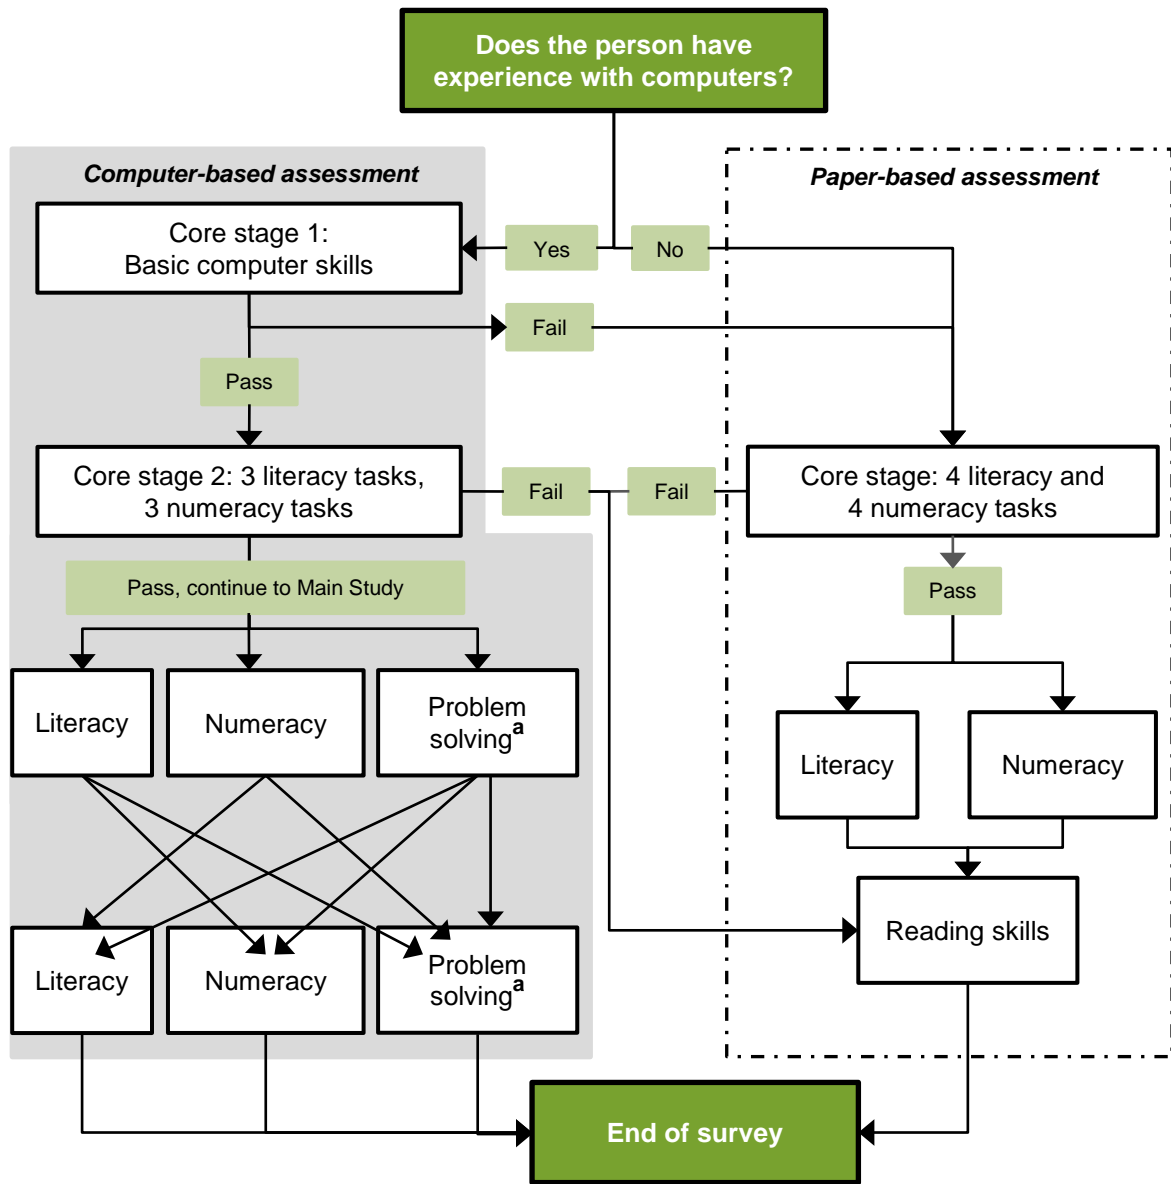 Does the person have
experience with computers?
Computer-based assessment
Paper-based assessment
Core stage 1:
Basic computer skills
Yes
No
Fail
Pass
Core stage 2: 3 literacy tasks,
3 numeracy tasks
Fail
Fail
Core stage: 4 literacy and
4 numeracy tasks
Pass, continue to Main Study
Pass
Literacy
Numeracy
Problem
solving^a
Literacy
Numeracy
Reading skills
Literacy
Numeracy
Problem
solving^a
End of survey